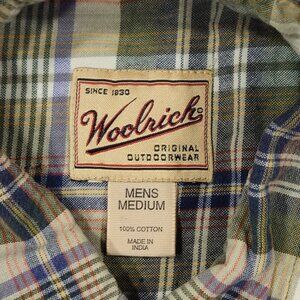 SINCE 1830
Woolrich
ORIGINAL
OUTDOORWEAR
MENS
MEDIUM
100% COTTON
MADE IN
INDIA